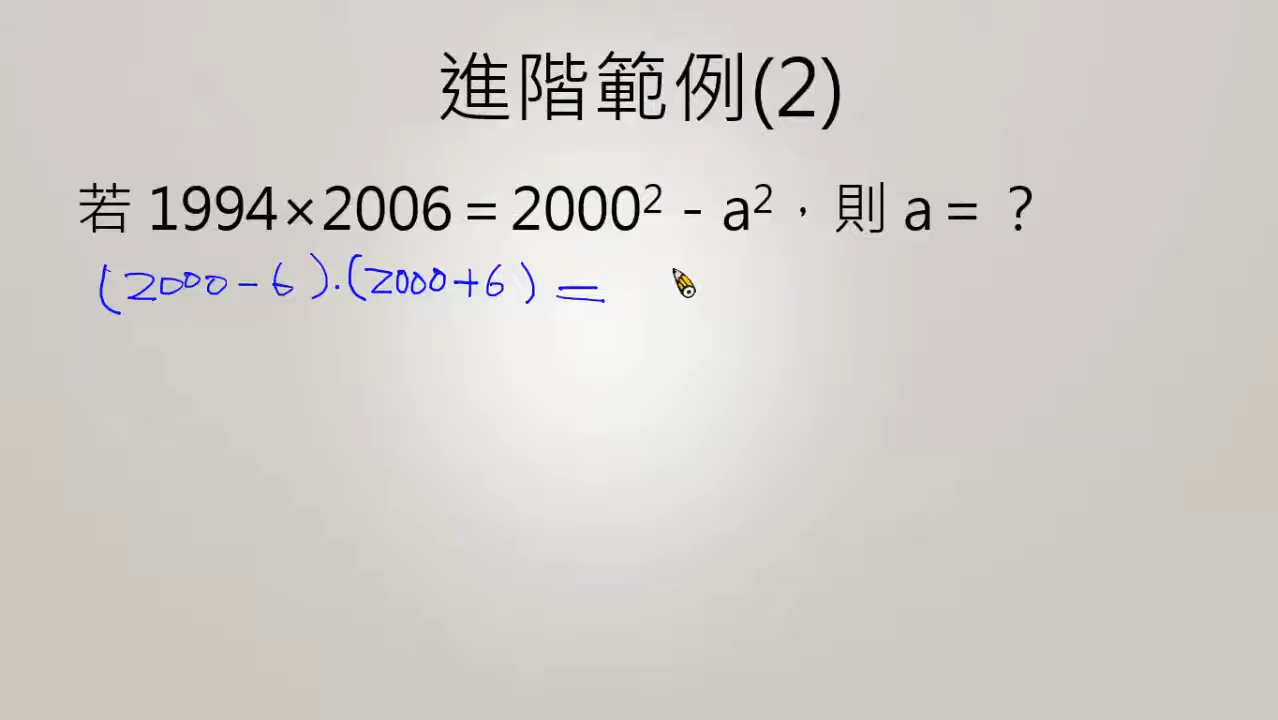 進階範例(2)
若 1994×2006 = 2000² - a²，則 a = ？
(2000-6)·(2000+6) =